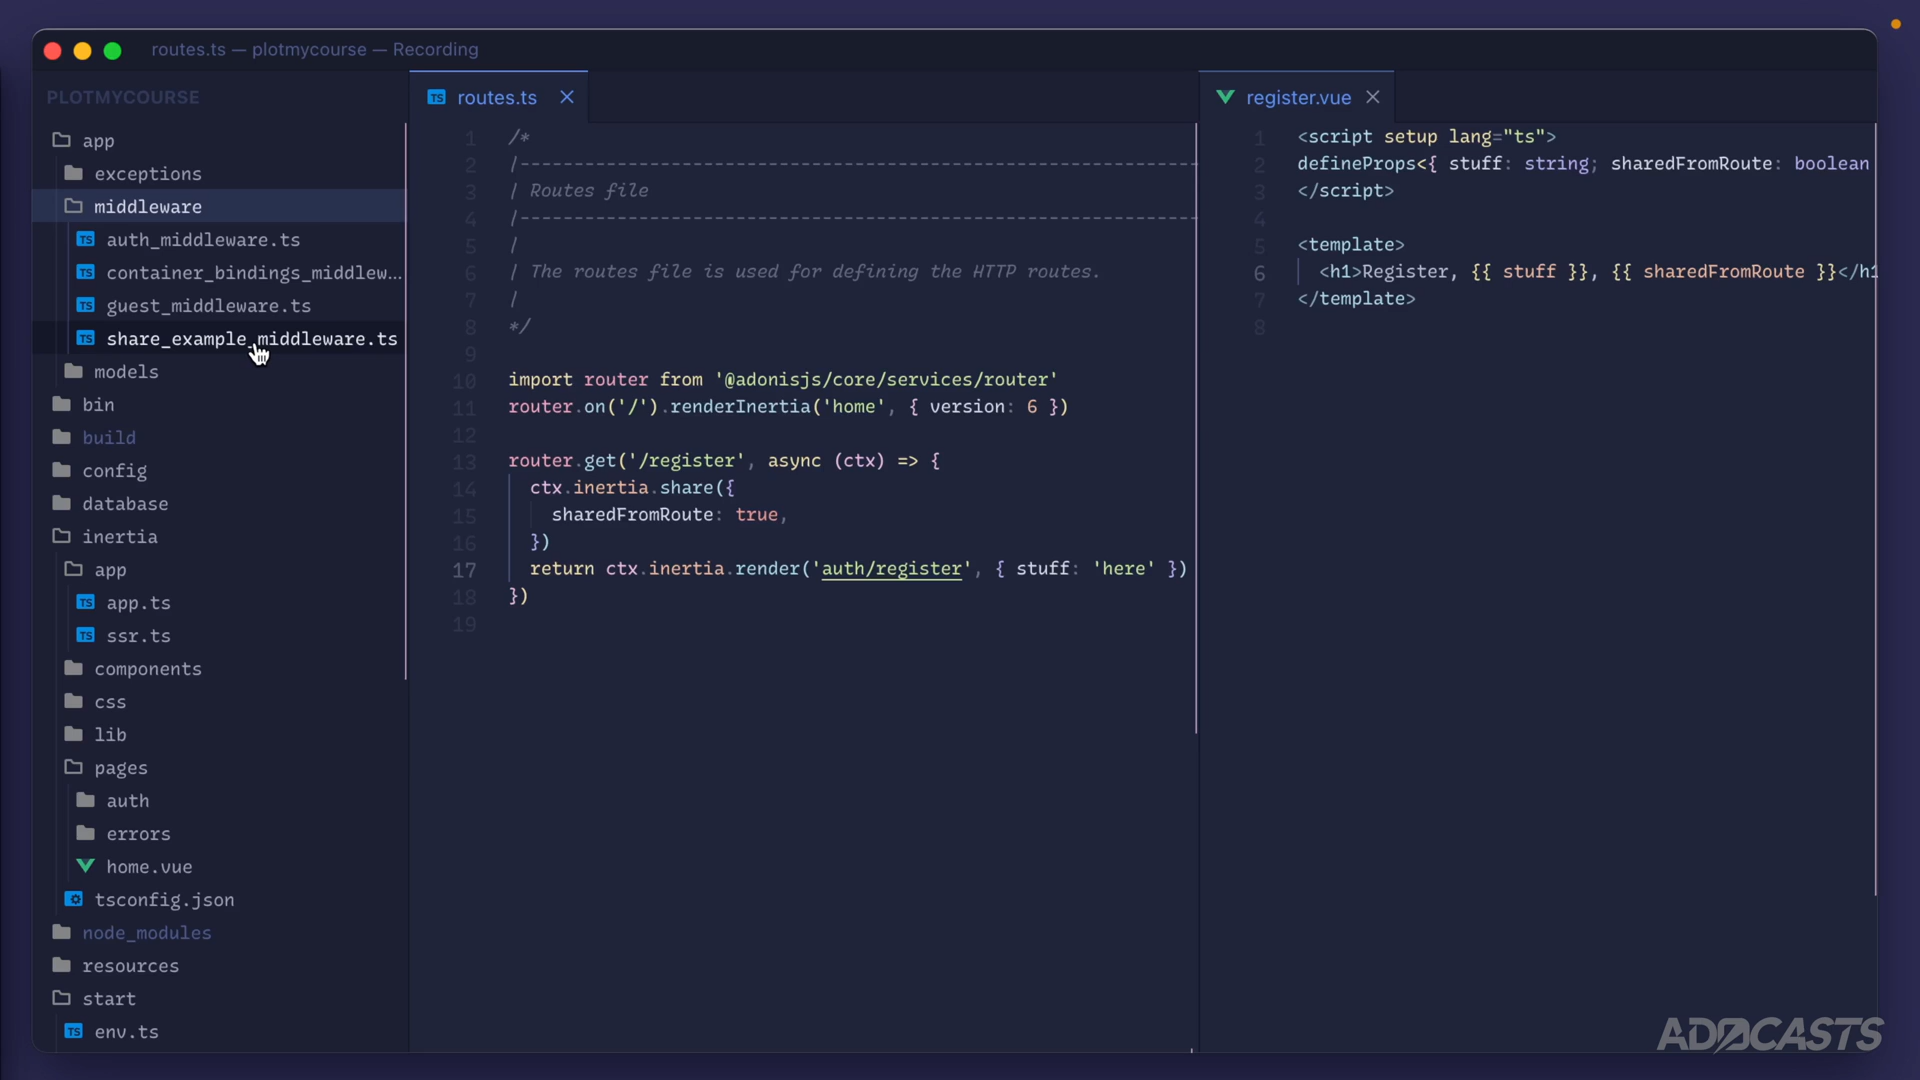 routes.ts — plotmycourse — Recording
PLOTMYCOURSE
app
exceptions
middleware
auth_middleware.ts
container_bindings_middlew...
guest_middleware.ts
share_example_middleware.ts
models
bin
build
config
database
inertia
app
app.ts
ssr.ts
components
css
lib
pages
auth
errors
home.vue
tsconfig.json
node_modules
resources
start
env.ts
routes.ts
1 /*
2 |---------------------------------------------------------------
3 | Routes file
4 |---------------------------------------------------------------
5 |
6 | The routes file is used for defining the HTTP routes.
7 |
8 */
9
10 import router from '@adonisjs/core/services/router'
11 router.on('/').renderInertia('home', { version: 6 })
12
13 router.get('/register', async (ctx) => {
14 ctx.inertia.share({
15 sharedFromRoute: true,
16 })
17 return ctx.inertia.render('auth/register', { stuff: 'here' })
18 })
19
register.vue
1 <script setup lang="ts">
2 defineProps<{ stuff: string; sharedFromRoute: boolean
3 </script>
4
5 <template>
6 <h1>Register, {{ stuff }}, {{ sharedFromRoute }}</h1
7 </template>
8
ADOCASTS